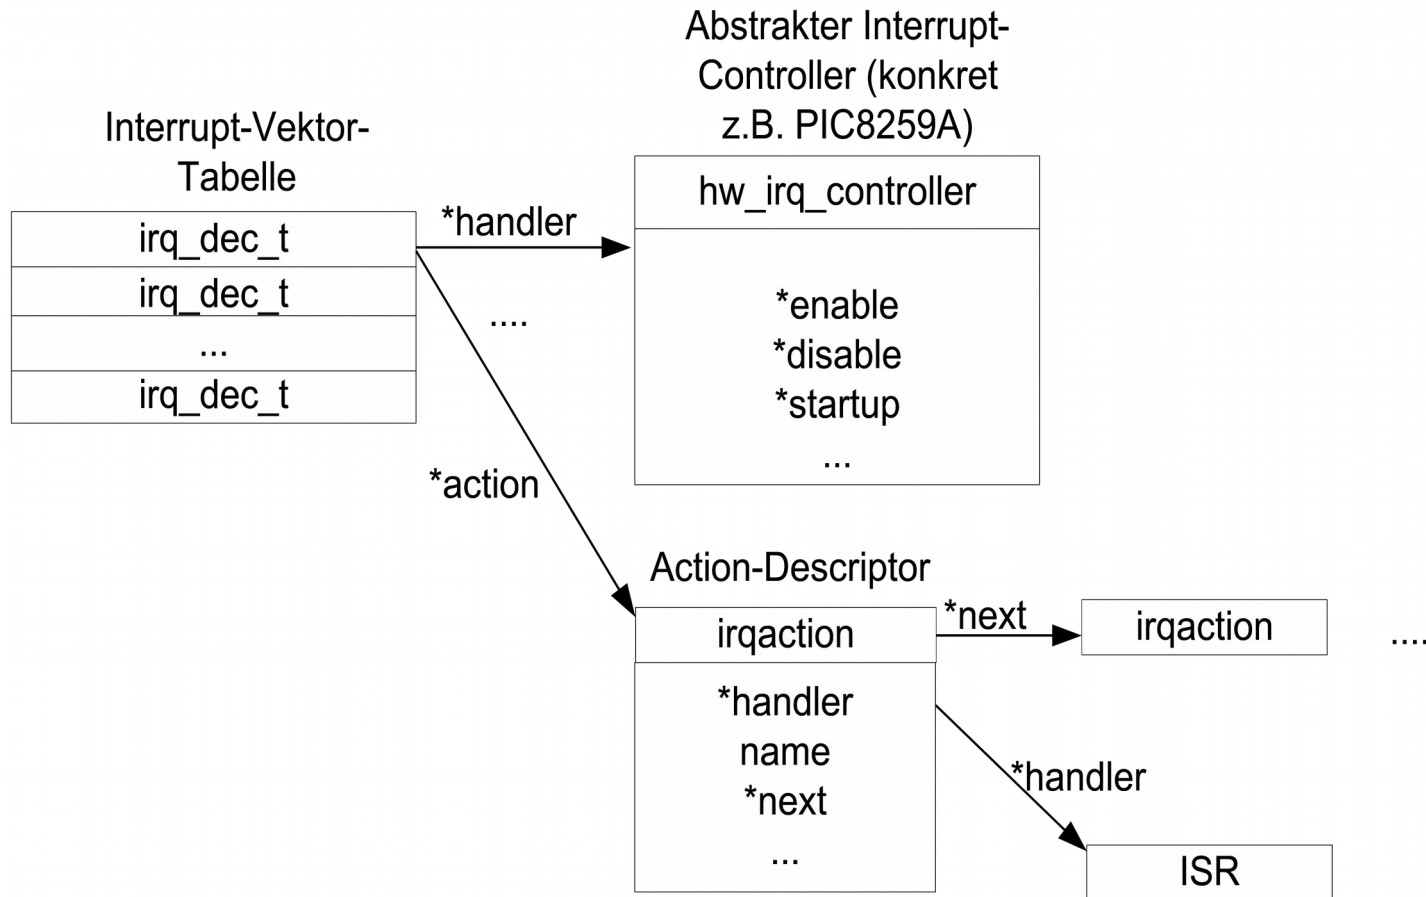 Abstrakter Interrupt-
Controller (konkret
z.B. PIC8259A)
Interrupt-Vektor-
Tabelle
hw_irq_controller
*handler
irq_dec_t
irq_dec_t
...
irq_dec_t
....
*enable
*disable
*startup
...
*action
Action-Descriptor
irqaction
*next
irqaction
....
*handler
name
*next
...
*handler
ISR